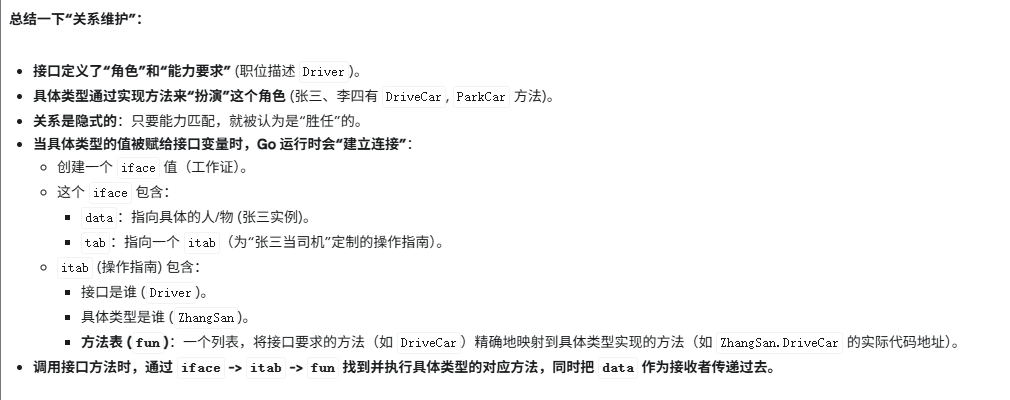 总结一下“关系维护”：
• 接口定义了“角色”和“能力要求” (职位描述 Driver)。
• 具体类型通过实现方法来“扮演”这个角色 (张三、李四有 DriveCar, ParkCar 方法)。
• 关系是隐式的：只要能力匹配，就被认为是“胜任”的。
• 当具体类型的值被赋给接口变量时，Go 运行时会“建立连接”：
◦ 创建一个 iface 值（工作证）。
◦ 这个 iface 包含：
▪ data：指向具体的人/物 (张三实例)。
▪ tab：指向一个 itab（为“张三当司机”定制的操作指南）。
◦ itab (操作指南) 包含：
▪ 接口是谁 (Driver)。
▪ 具体类型是谁 (ZhangSan)。
▪ 方法表 (fun)：一个列表，将接口要求的方法（如 DriveCar）精确地映射到具体类型实现的方法（如 ZhangSan.DriveCar 的实际代码地址）。
• 调用接口方法时，通过 iface -> itab -> fun 找到并执行具体类型的对应方法，同时把 data 作为接收者传递过去。